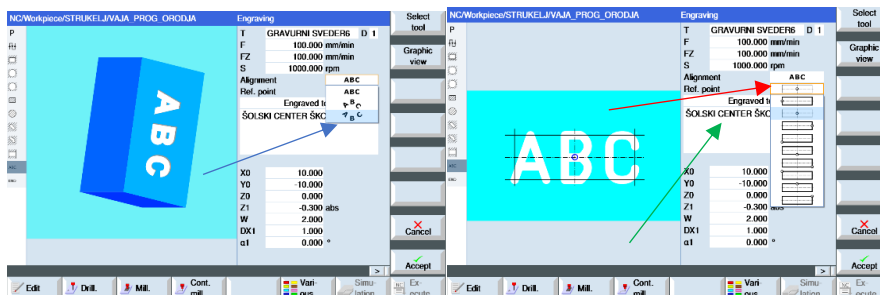 NC/Workpiece/STRUKELJ/VAJA_PROG_ORODJA
Engraving
Select
tool
T GRAVURNI SVEDER6 D 1
F 100.000 mm/min
FZ 100.000 mm/min
S 1000.000 rpm
Alignment ABC
Ref. point ABC
ABC
ABC
Engraved te
ŠOLSKI CENTER ŠKO
X0 10.000
Y0 -10.000
Z0 0.000
Z1 -0.300 abs
W 2.000
DX1 1.000
α1 0.000 °
Graphic
view
Cancel
Accept
ABC
P
>
Edit
Drill.
Mill.
Cont.
mill.
Vari-
ous
Simu-
lation
Ex-
ecute
NC/Workpiece/STRUKELJ/VAJA_PROG_ORODJA
Engraving
Select
tool
T GRAVURNI SVEDER6 D 1
F 100.000 mm/min
FZ 100.000 mm/min
S 1000.000 rpm
Alignment ABC
Ref. point
Engraved te
ŠOLSKI CENTER ŠKO
X0 10.000
Y0 -10.000
Z0 0.000
Z1 -0.300 abs
W 2.000
DX1 1.000
α1 0.000 °
Graphic
view
Cancel
Accept
ABC
P
>
Edit
Drill.
Mill.
Cont.
mill.
Vari-
ous
Simu-
lation
Ex-
ecute